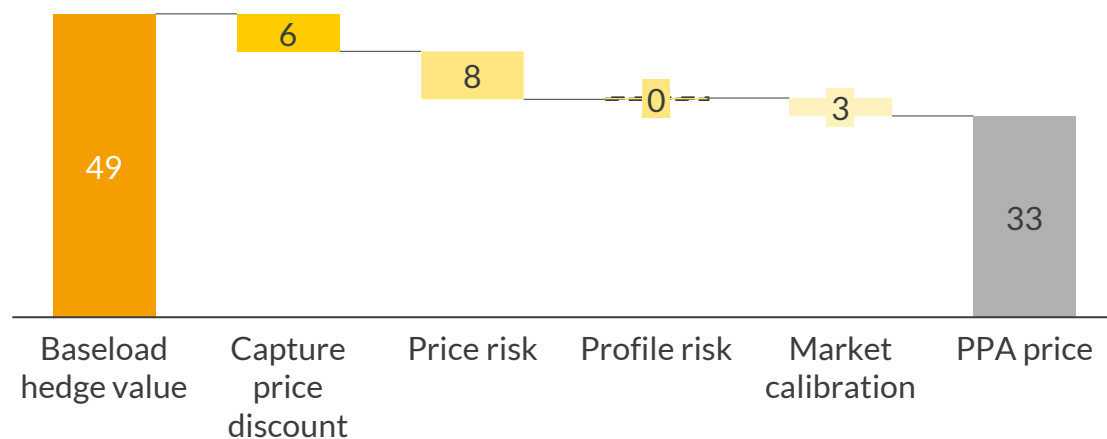 6
8
0
3
49
33
Baseload
hedge value
Capture
price
discount
Price risk
Profile risk
Market
calibration
PPA price